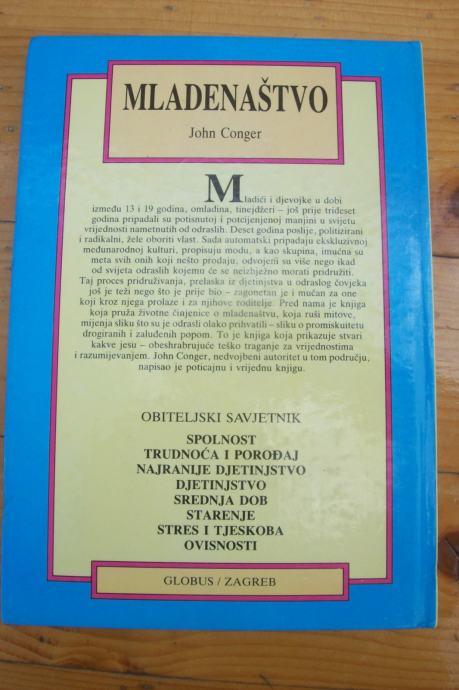 MLADENAŠTVO
John Conger
Mladići i djevojke u dobi
između 13 i 19 godina, omladina, tinejdžeri – još prije trideset
godina pripadali su potisnutoj i potcijenjenoj manjini u svijetu
vrijednosti nametnutih od odraslih. Deset godina poslije, politizirani
i radikalni, žele oboriti vlast. Sada automatski pripadaju ekskluzivnoj
međunarodnoj kulturi, propisuju modu, a kao skupina, imućna su
meta svih onih koji nešto prodaju, odvojeni su više nego ikad
od svijeta odraslih kojemu će se neizbježno morati pridružiti.
Taj proces pridruživanja, prelaska iz djetinjstva u odraslog čovjeka
još je teži nego što je prije bio – zagonetan je i mučan za one
koji kroz njega prolaze i za njihove roditelje. Pred nama je knjiga
koja pruža životne činjenice o mladenaštvu, koja ruši mitove,
mijenja sliku što su je odrasli olako prihvatili – sliku o promiskuitetu
drogiranih i zaluđenih popom. To je knjiga koja prikazuje stvari
kakve jesu – obeshrabrujuće teško traganje za vrijednostima
i razumijevanjem. John Conger, nedvojbeni autoritet u tom području,
napisao je poticajnu i vrijednu knjigu.
OBITELJSKI SAVJETNIK
SPOLNOST
TRUDNOĆA I POROĐAJ
NAJRANIJE DJETINJSTVO
DJETINJSTVO
SREDNJA DOB
STARENJE
STRES I TJESKOBA
OVISNOSTI
GLOBUS / ZAGREB